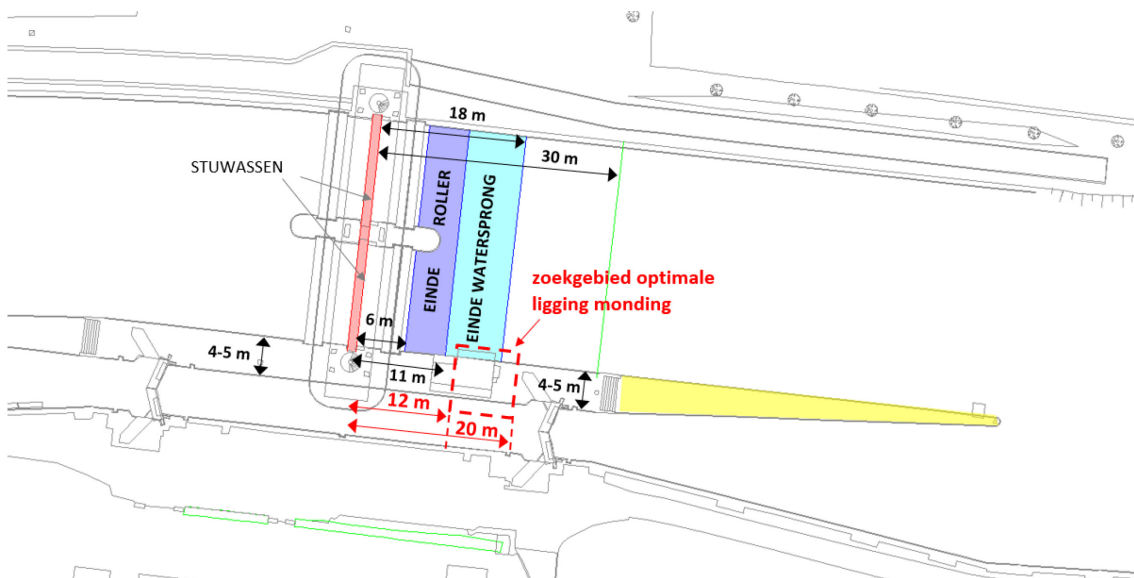 18 m
30 m
STUWASSEN
EINDE ROLLER
EINDE WATERSPRONG
zoekgebied optimale
ligging monding
6 m
4-5 m
11 m
4-5 m
12 m
20 m